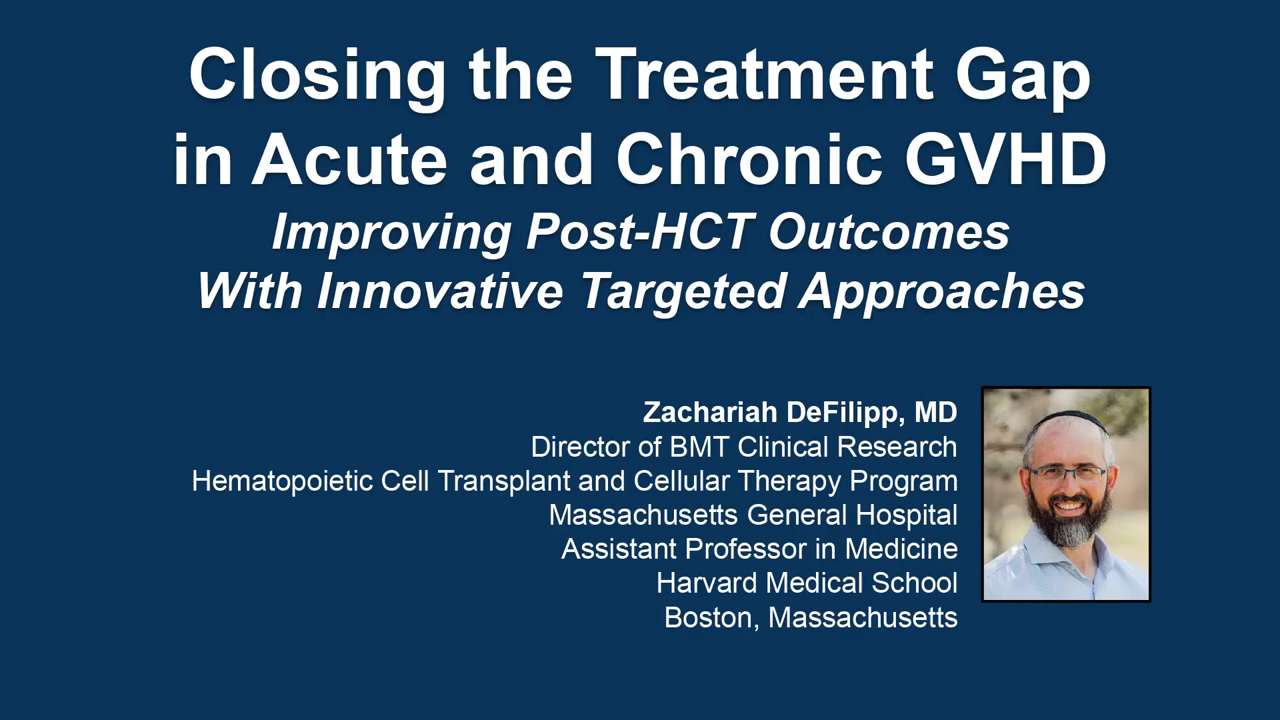 Closing the Treatment Gap
in Acute and Chronic GVHD
Improving Post-HCT Outcomes
With Innovative Targeted Approaches
Zachariah DeFilipp, MD
Director of BMT Clinical Research
Hematopoietic Cell Transplant and Cellular Therapy Program
Massachusetts General Hospital
Assistant Professor in Medicine
Harvard Medical School
Boston, Massachusetts